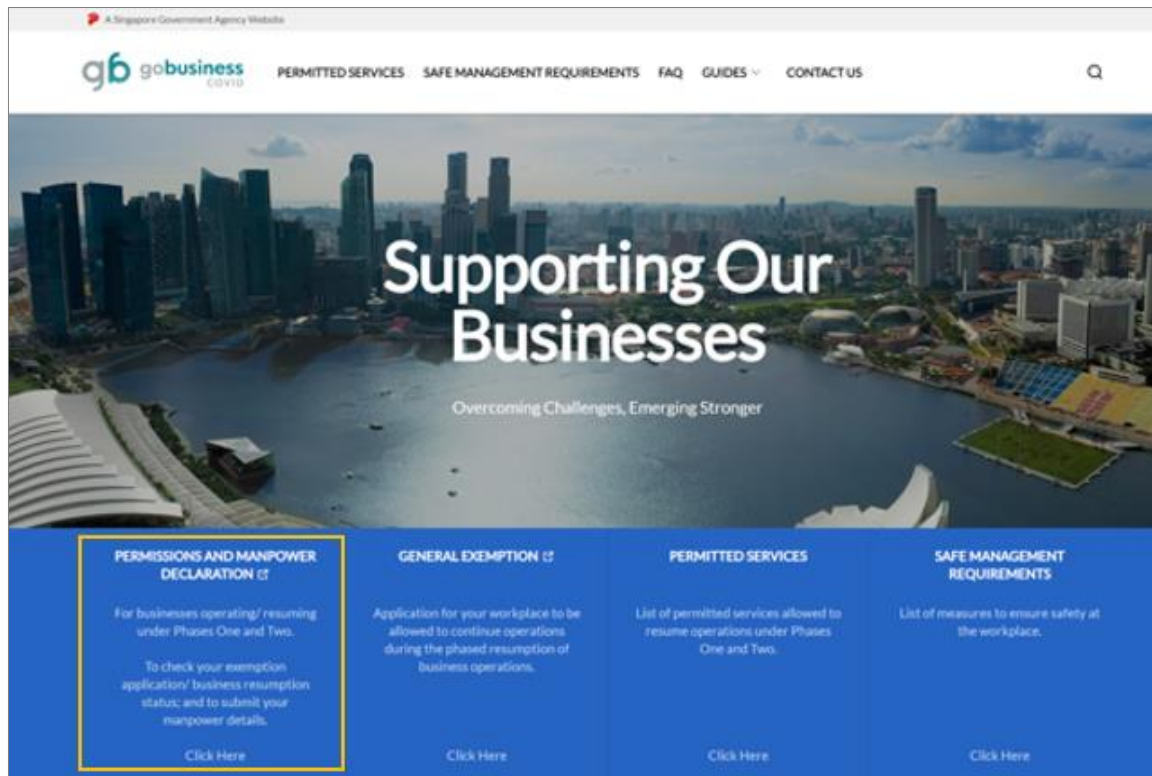 A Singapore Government Agency Website
gobusiness
COVID
PERMITTED SERVICES SAFE MANAGEMENT REQUIREMENTS FAQ GUIDES CONTACT US
Supporting Our
Businesses
Overcoming Challenges, Emerging Stronger
PERMISSIONS AND MANPOWER
DECLARATION
For businesses operating/ resuming
under Phases One and Two.
To check your exemption
application/ business resumption
status; and to submit your
manpower details.
Click Here
GENERAL EXEMPTION
Application for your workplace to be
allowed to continue operations
during the phased resumption of
business operations.
Click Here
PERMITTED SERVICES
List of permitted services allowed to
resume operations under Phases
One and Two.
Click Here
SAFE MANAGEMENT
REQUIREMENTS
List of measures to ensure safety at
the workplace.
Click Here